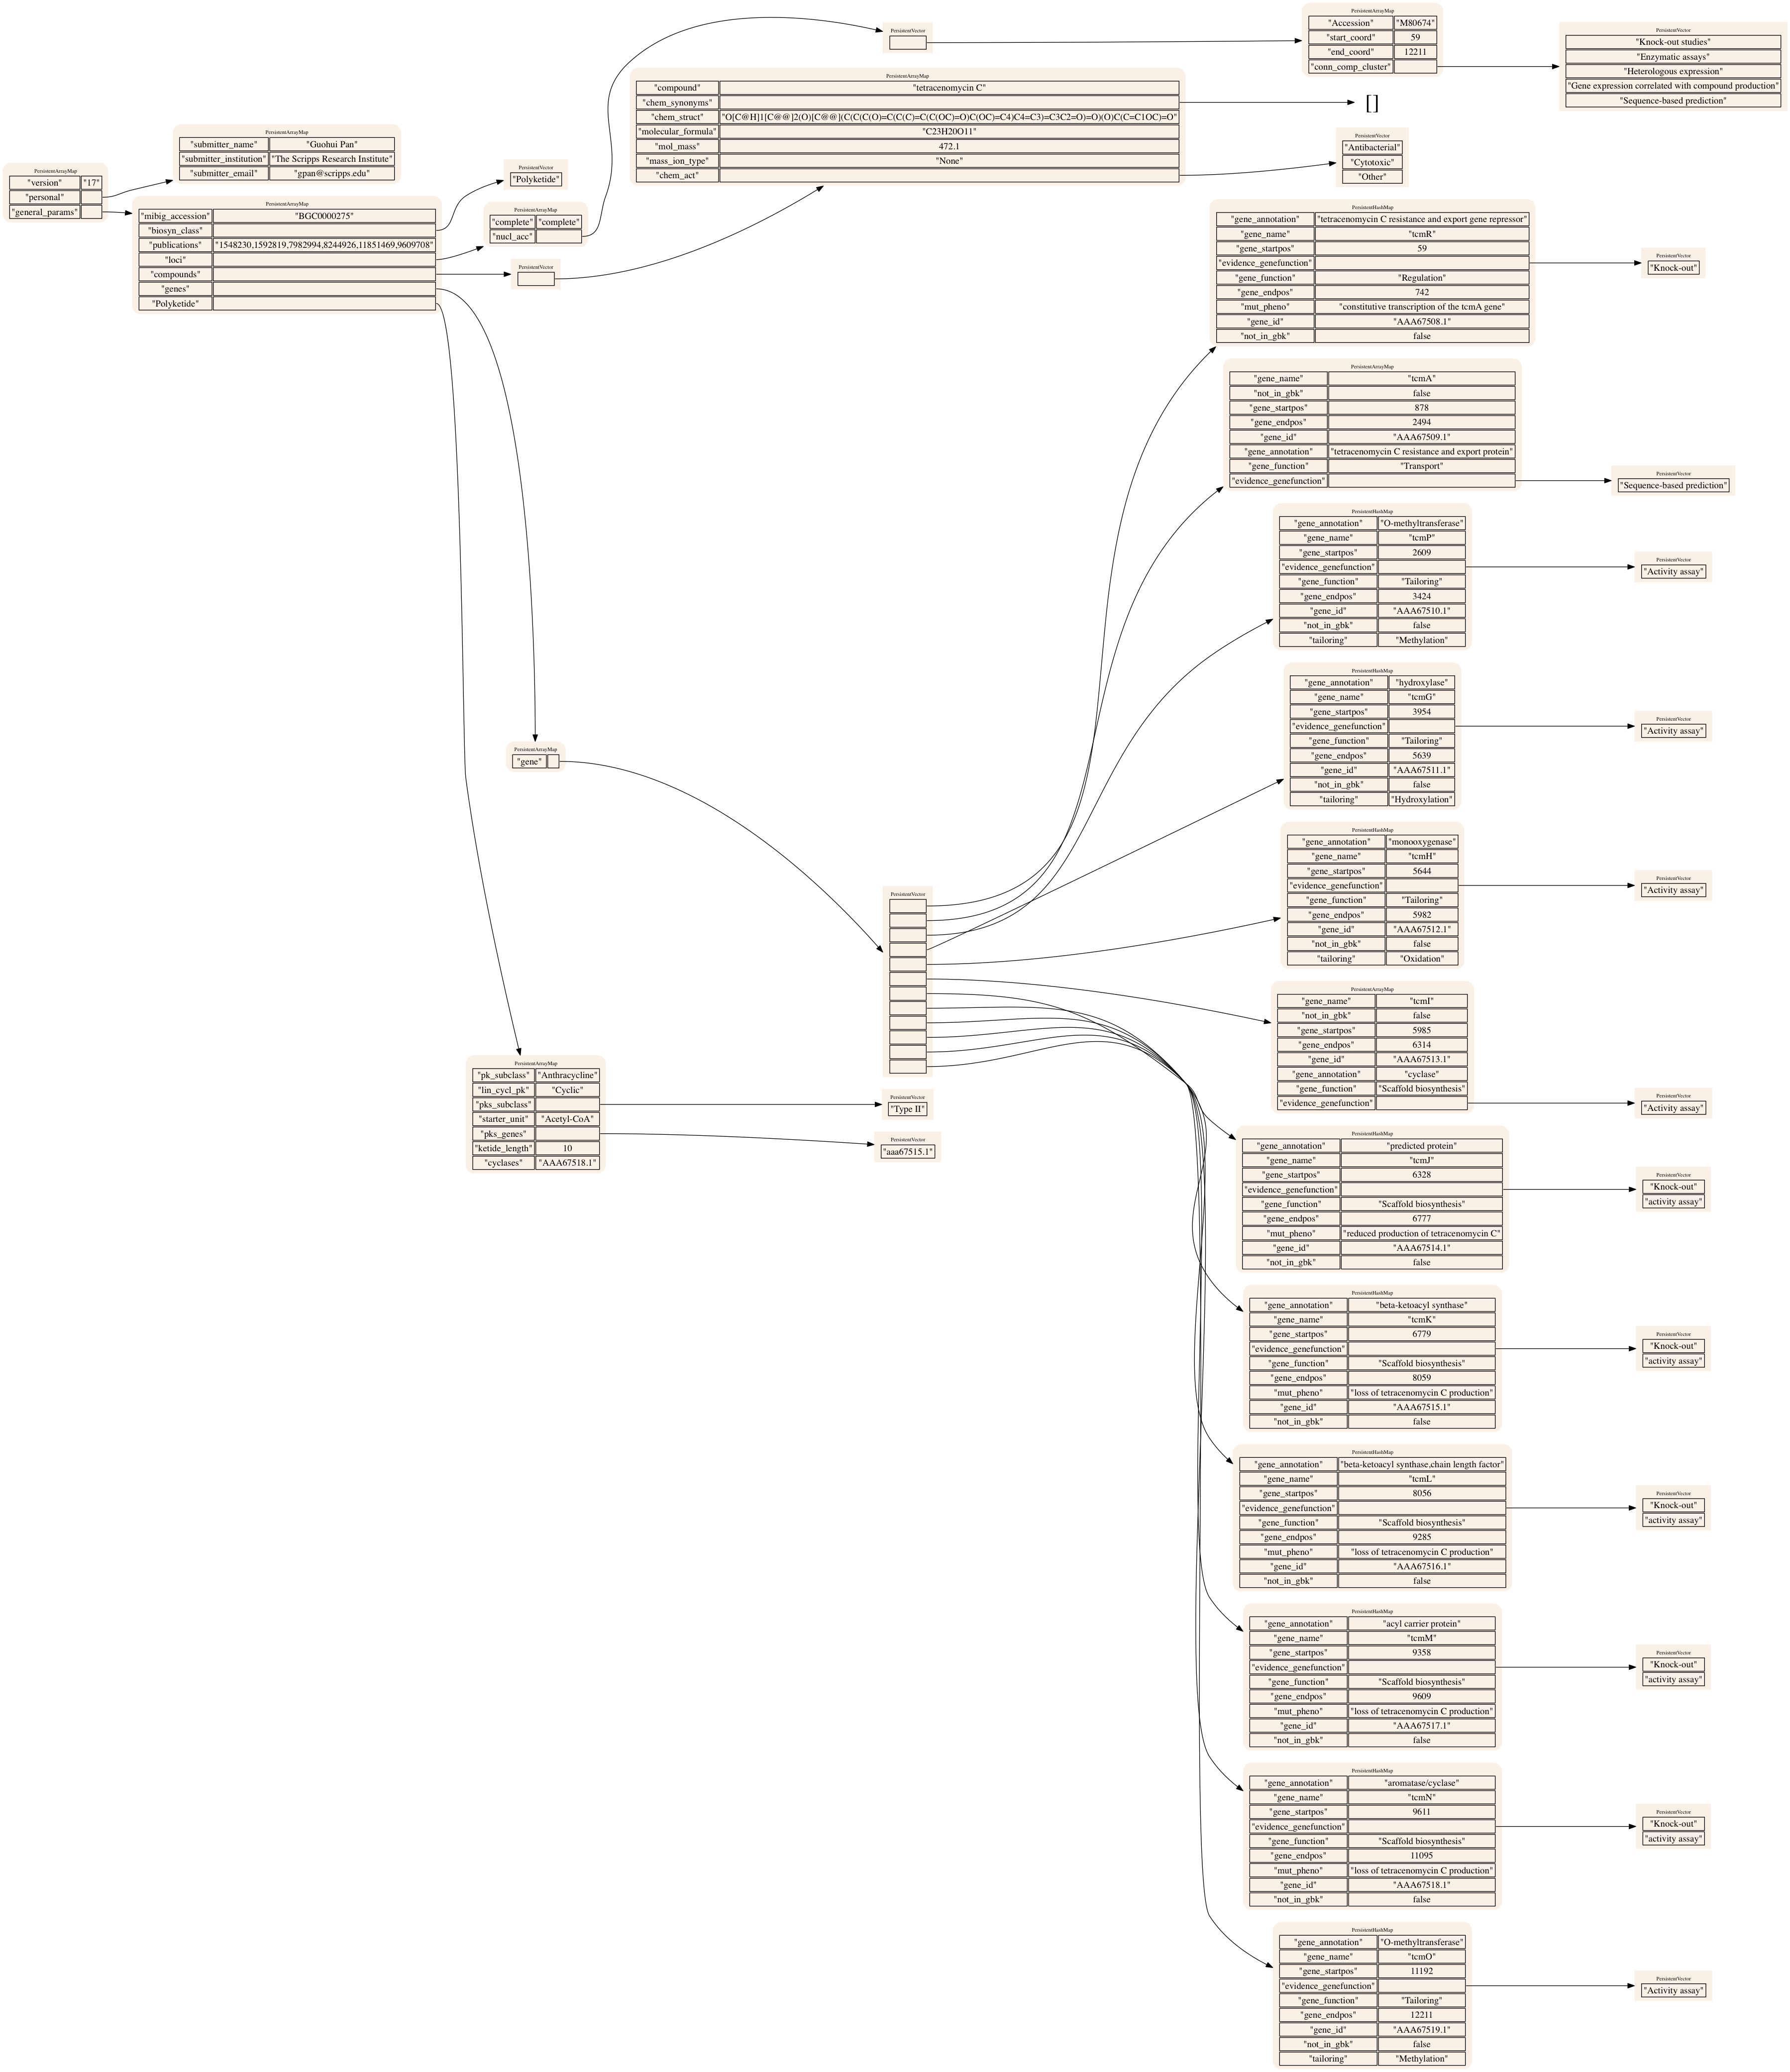 PersistentArrayMap
"version" "17"
"personal"
"general_params"
PersistentArrayMap
"submitter_name" "Guohui Pan"
"submitter_institution" "The Scripps Research Institute"
"submitter_email" "gpan@scripps.edu"
PersistentArrayMap
"mibig_accession" "BGC0000275"
"biosyn_class"
"publications" "1548230,1592819,7982994,8244926,11851469,9609708"
"loci"
"compounds"
"genes"
"Polyketide"
PersistentVector
"Polyketide"
PersistentArrayMap
"complete" "complete"
"nucl_acc"
PersistentVector
PersistentVector
PersistentArrayMap
"Accession" "M80674"
"start_coord" 59
"end_coord" 12211
"conn_comp_cluster"
PersistentVector
"Knock-out studies"
"Enzymatic assays"
"Heterologous expression"
"Gene expression correlated with compound production"
"Sequence-based prediction"
PersistentArrayMap
"compound" "tetracenomycin C"
"chem_synonyms"
"chem_struct" "O[C@H]1[C@@]2(O)[C@@](C(C(C(O)=C(C(C)=C(C(OC)=O)C(OC)=C4)C4=C3)=C3C2=O)=O)(O)C(C=C1OC)=O"
"molecular_formula" "C23H20O11"
"mol_mass" 472.1
"mass_ion_type" "None"
"chem_act"
[]
PersistentVector
"Antibacterial"
"Cytotoxic"
"Other"
PersistentArrayMap
"gene"
PersistentVector
PersistentHashMap
"gene_annotation" "tetracenomycin C resistance and export gene repressor"
"gene_name" "tcmR"
"gene_startpos" 59
"evidence_genefunction"
"gene_function" "Regulation"
"gene_endpos" 742
"mut_pheno" "constitutive transcription of the tcmA gene"
"gene_id" "AAA67508.1"
"not_in_gbk" false
PersistentVector
"Knock-out"
PersistentArrayMap
"gene_name" "tcmA"
"not_in_gbk" false
"gene_startpos" 878
"gene_endpos" 2494
"gene_id" "AAA67509.1"
"gene_annotation" "tetracenomycin C resistance and export protein"
"gene_function" "Transport"
"evidence_genefunction"
PersistentVector
"Sequence-based prediction"
PersistentHashMap
"gene_annotation" "O-methyltransferase"
"gene_name" "tcmP"
"gene_startpos" 2609
"evidence_genefunction"
"gene_function" "Tailoring"
"gene_endpos" 3424
"gene_id" "AAA67510.1"
"not_in_gbk" false
"tailoring" "Methylation"
PersistentVector
"Activity assay"
PersistentHashMap
"gene_annotation" "hydroxylase"
"gene_name" "tcmG"
"gene_startpos" 3954
"evidence_genefunction"
"gene_function" "Tailoring"
"gene_endpos" 5639
"gene_id" "AAA67511.1"
"not_in_gbk" false
"tailoring" "Hydroxylation"
PersistentVector
"Activity assay"
PersistentHashMap
"gene_annotation" "monooxygenase"
"gene_name" "tcmH"
"gene_startpos" 5644
"evidence_genefunction"
"gene_function" "Tailoring"
"gene_endpos" 5982
"gene_id" "AAA67512.1"
"not_in_gbk" false
"tailoring" "Oxidation"
PersistentVector
"Activity assay"
PersistentArrayMap
"gene_name" "tcmI"
"not_in_gbk" false
"gene_startpos" 5985
"gene_endpos" 6314
"gene_id" "AAA67513.1"
"gene_annotation" "cyclase"
"gene_function" "Scaffold biosynthesis"
"evidence_genefunction"
PersistentVector
"Activity assay"
PersistentArrayMap
"pk_subclass" "Anthracycline"
"lin_cycl_pk" "Cyclic"
"pks_subclass"
"starter_unit" "Acetyl-CoA"
"pks_genes"
"ketide_length" 10
"cyclases" "AAA67518.1"
PersistentVector
"Type II"
PersistentVector
"aaa67515.1"
PersistentHashMap
"gene_annotation" "predicted protein"
"gene_name" "tcmJ"
"gene_startpos" 6328
"evidence_genefunction"
"gene_function" "Scaffold biosynthesis"
"gene_endpos" 6777
"mut_pheno" "reduced production of tetracenomycin C"
"gene_id" "AAA67514.1"
"not_in_gbk" false
PersistentVector
"Knock-out"
"activity assay"
PersistentHashMap
"gene_annotation" "beta-ketoacyl synthase"
"gene_name" "tcmK"
"gene_startpos" 6779
"evidence_genefunction"
"gene_function" "Scaffold biosynthesis"
"gene_endpos" 8059
"mut_pheno" "loss of tetracenomycin C production"
"gene_id" "AAA67515.1"
"not_in_gbk" false
PersistentVector
"Knock-out"
"activity assay"
PersistentHashMap
"gene_annotation" "beta-ketoacyl synthase,chain length factor"
"gene_name" "tcmL"
"gene_startpos" 8056
"evidence_genefunction"
"gene_function" "Scaffold biosynthesis"
"gene_endpos" 9285
"mut_pheno" "loss of tetracenomycin C production"
"gene_id" "AAA67516.1"
"not_in_gbk" false
PersistentVector
"Knock-out"
"activity assay"
PersistentHashMap
"gene_annotation" "acyl carrier protein"
"gene_name" "tcmM"
"gene_startpos" 9358
"evidence_genefunction"
"gene_function" "Scaffold biosynthesis"
"gene_endpos" 9609
"mut_pheno" "loss of tetracenomycin C production"
"gene_id" "AAA67517.1"
"not_in_gbk" false
PersistentVector
"Knock-out"
"activity assay"
PersistentHashMap
"gene_annotation" "aromatase/cyclase"
"gene_name" "tcmN"
"gene_startpos" 9611
"evidence_genefunction"
"gene_function" "Scaffold biosynthesis"
"gene_endpos" 11095
"mut_pheno" "loss of tetracenomycin C production"
"gene_id" "AAA67518.1"
"not_in_gbk" false
PersistentVector
"Knock-out"
"activity assay"
PersistentHashMap
"gene_annotation" "O-methyltransferase"
"gene_name" "tcmO"
"gene_startpos" 11192
"evidence_genefunction"
"gene_function" "Tailoring"
"gene_endpos" 12211
"gene_id" "AAA67519.1"
"not_in_gbk" false
"tailoring" "Methylation"
PersistentVector
"Activity assay"